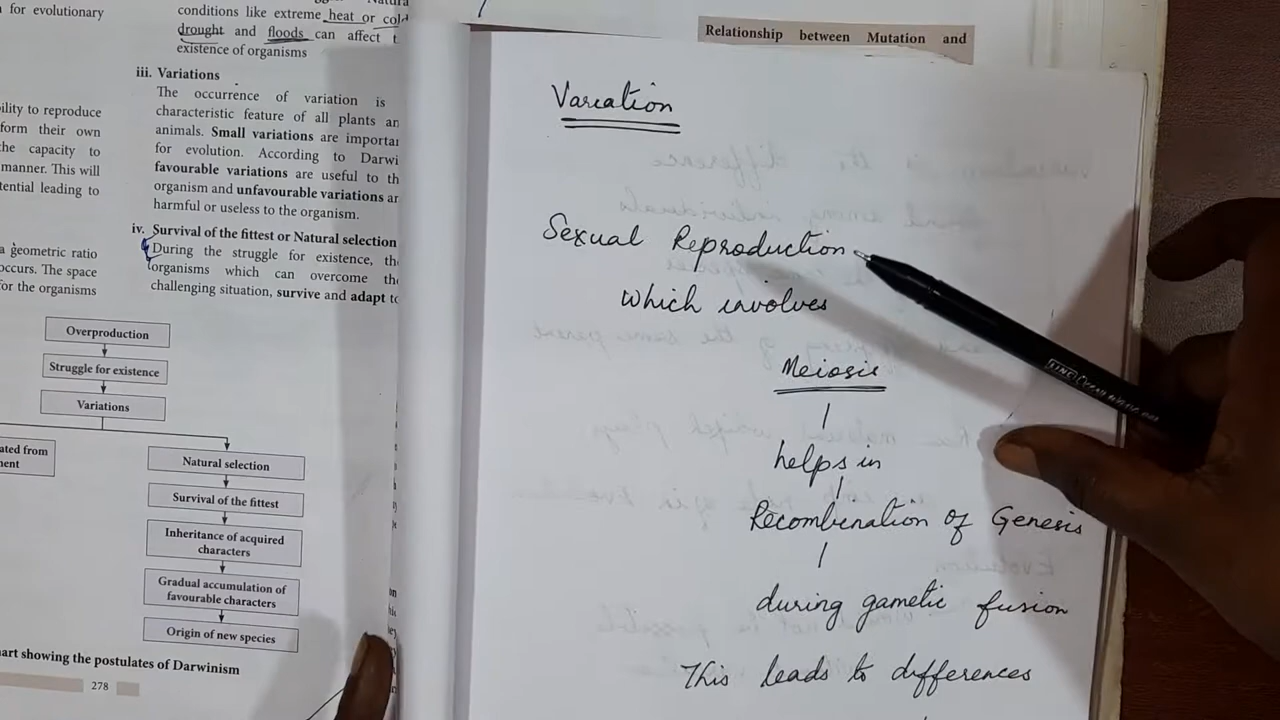 for evolutionary
ility to reproduce
form their own
the capacity to
manner. This will
tential leading to
a geometric ratio
occurs. The space
for the organisms
conditions like extreme heat or cold
drought and floods can affect t
existence of organisms
iii. Variations
The occurrence of variation is
characteristic feature of all plants an
animals. Small variations are importan
for evolution. According to Darwi
favourable variations are useful to th
organism and unfavourable variations ar
harmful or useless to the organism.
iv. Survival of the fittest or Natural selection
During the struggle for existence, the
organisms which can overcome the
challenging situation, survive and adapt to
Overproduction
Struggle for existence
Variations
ated from
ment
Natural selection
Survival of the fittest
Inheritance of acquired
characters
Gradual accumulation of
favourable characters
Origin of new species
art showing the postulates of Darwinism
278
Relationship between Mutation and
Variation
Sexual Reproduction
which involves
Meiosis
helps in
Recombination of Genesis
during gametic fusion
This leads to differences